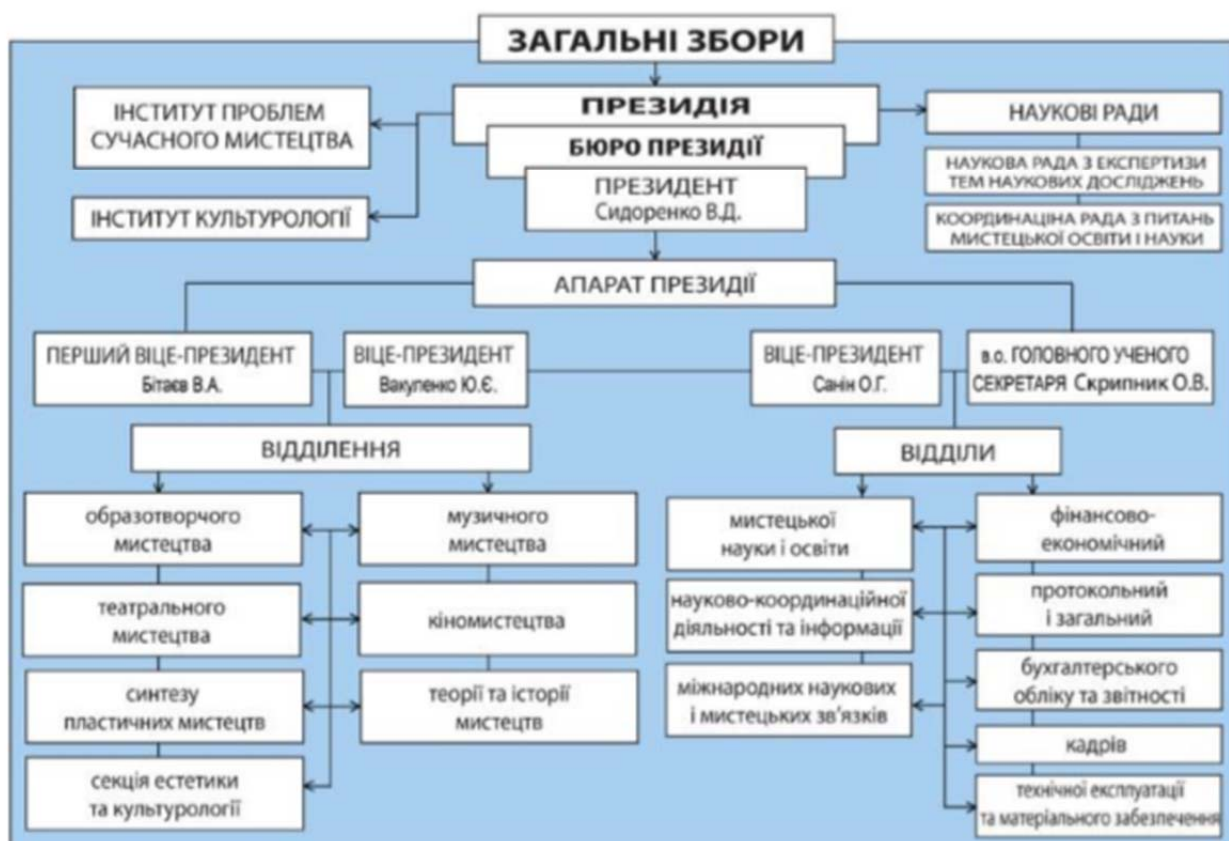 ЗАГАЛЬНІ ЗБОРИ
ПРЕЗИДІЯ
БЮРО ПРЕЗИДІЇ
ПРЕЗИДЕНТ
Сидоренко В.Д.
ІНСТИТУТ ПРОБЛЕМ
СУЧАСНОГО МИСТЕЦТВА
ІНСТИТУТ КУЛЬТУРОЛОГІЇ
НАУКОВІ РАДИ
НАУКОВА РАДА З ЕКСПЕРТИЗИ
ТЕМ НАУКОВИХ ДОСЛІДЖЕНЬ
КООРДИНАЦІНА РАДА З ПИТАНЬ
МИСТЕЦЬКОЇ ОСВІТИ І НАУКИ
АПАРАТ ПРЕЗИДІЇ
ПЕРШИЙ ВІЦЕ-ПРЕЗИДЕНТ
Бітаєв В.А.
ВІЦЕ-ПРЕЗИДЕНТ
Вакуленко Ю.Є.
ВІЦЕ-ПРЕЗИДЕНТ
Санін О.Г.
в.о. ГОЛОВНОГО УЧЕНОГО
СЕКРЕТАРЯ Скрипник О.В.
ВІДДІЛЕННЯ
образотворчого
мистецтва
музичного
мистецтва
театрального
мистецтва
кіномистецтва
синтезу
пластичних мистецтв
теорії та історії
мистецтв
секція естетики
та культурології
ВІДДІЛИ
мистецької
науки і освіти
фінансово-
економічний
науково-координаційної
діяльності та інформації
протокольний
і загальний
міжнародних наукових
і мистецьких зв'язків
бухгалтерського
обліку та звітності
кадрів
технічної експлуатації
та матеріального забезпечення